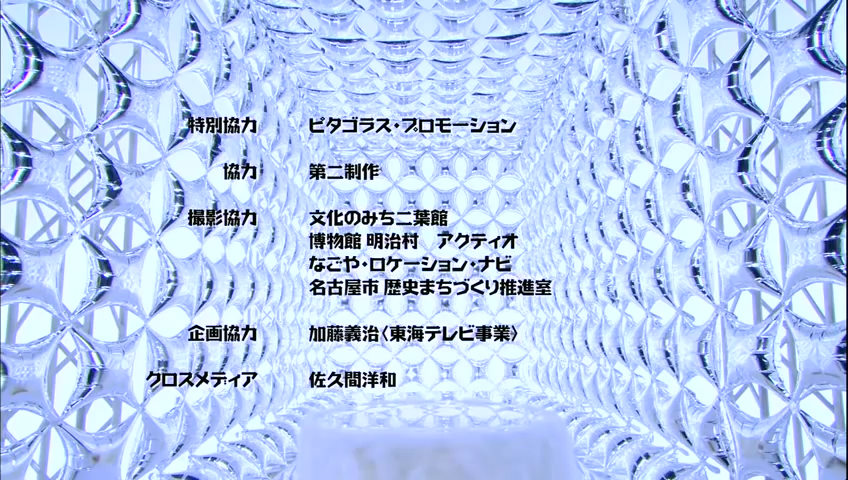 特別協力 ピタゴラス・プロモーション
協力 第二制作
撮影協力 文化のみち二葉館
博物館 明治村 アクティオ
なごや・ロケーション・ナビ
名古屋市 歴史まちづくり推進室
企画協力 加藤義治〈東海テレビ事業〉
クロスメディア 佐久間洋和